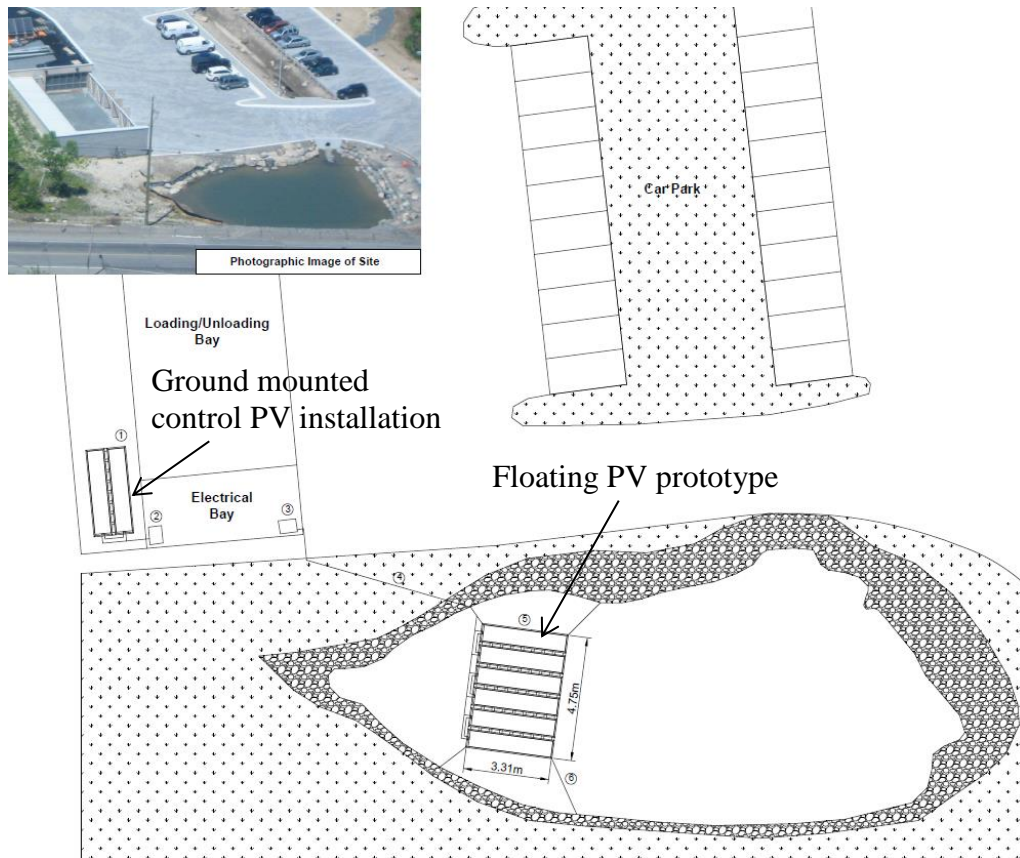 Photographic Image of Site
Car Park
Loading/Unloading
Bay
Ground mounted
control PV installation
①
Electrical
Bay
②
③
Floating PV prototype
④
⑤
4.75m
3.31m
⑥